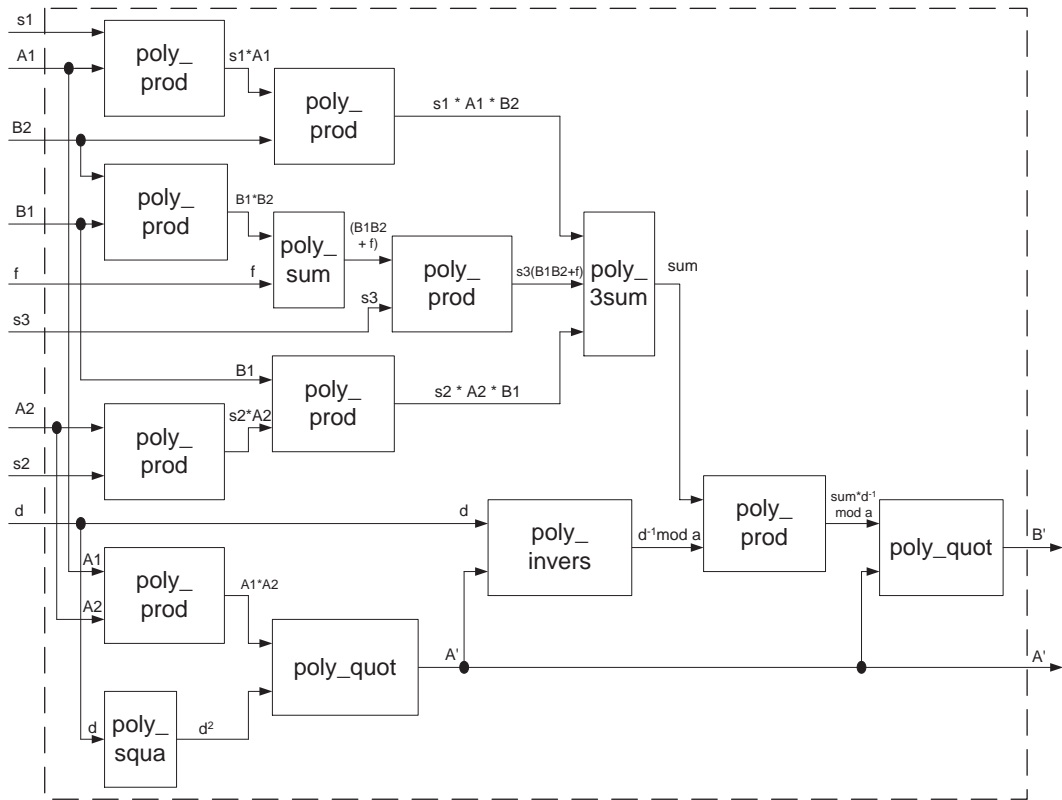 s1
A1
poly_
prod
s1*A1
poly_
prod
s1 * A1 * B2
B2
poly_
prod
B1*B2
B1
(B1B2
+ f)
poly_
sum
f
f
poly_
prod
s3(B1B2+f)
poly_
3sum
sum
s3
s3
B1
poly_
prod
s2 * A2 * B1
A2
poly_
prod
s2*A2
s2
d
d
poly_
invers
d-1mod a
poly_
prod
sum*d-1
mod a
poly_quot
B'
A1
A2
poly_
prod
A1*A2
poly_quot
A'
A'
d
poly_
squa
d2